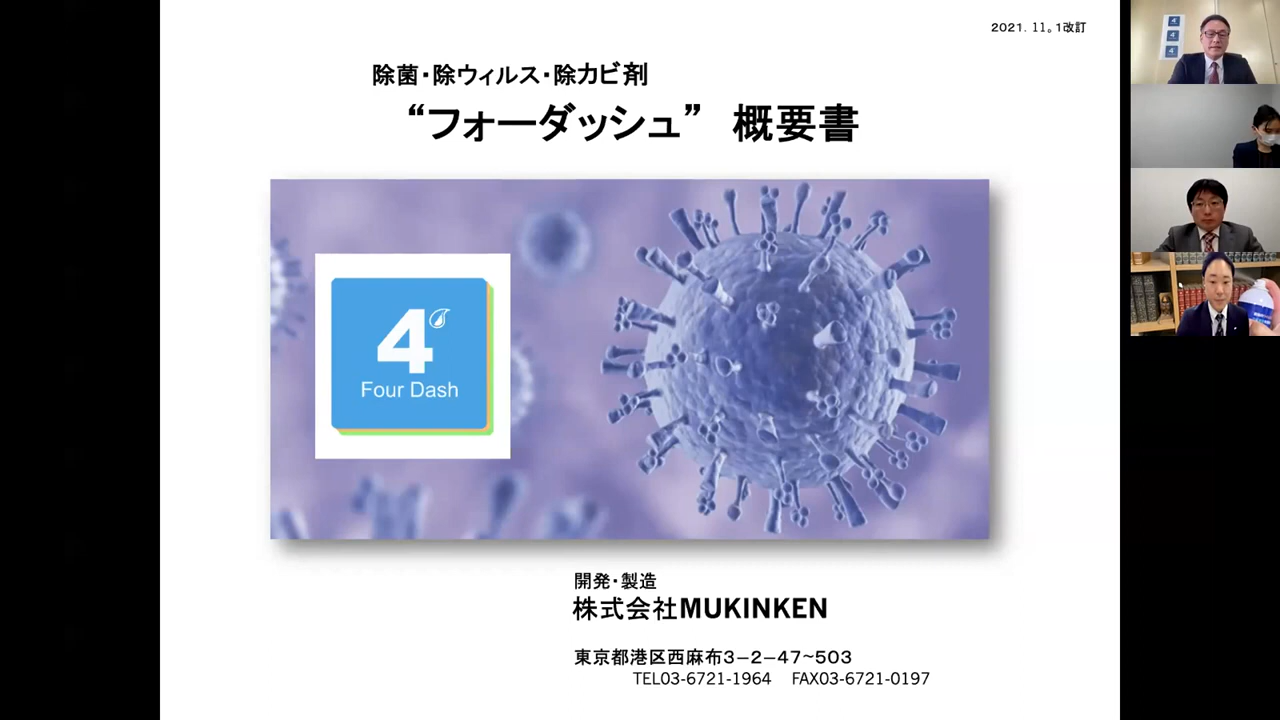 2021. 11。1改訂
除菌・除ウィルス・除カビ剤
“フォーダッシュ” 概要書
4
Four Dash
開発・製造
株式会社MUKINKEN
東京都港区西麻布3－2－47~503
TEL03-6721-1964 FAX03-6721-0197